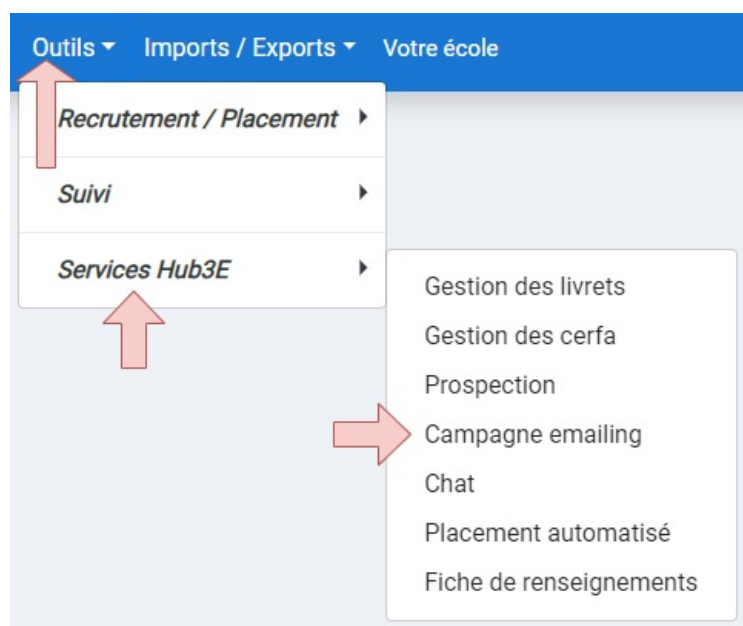 Outils Imports / Exports Votre école
Recrutement / Placement
Suivi
Services Hub3E
Gestion des livrets
Gestion des cerfa
Prospection
Campagne emailing
Chat
Placement automatisé
Fiche de renseignements